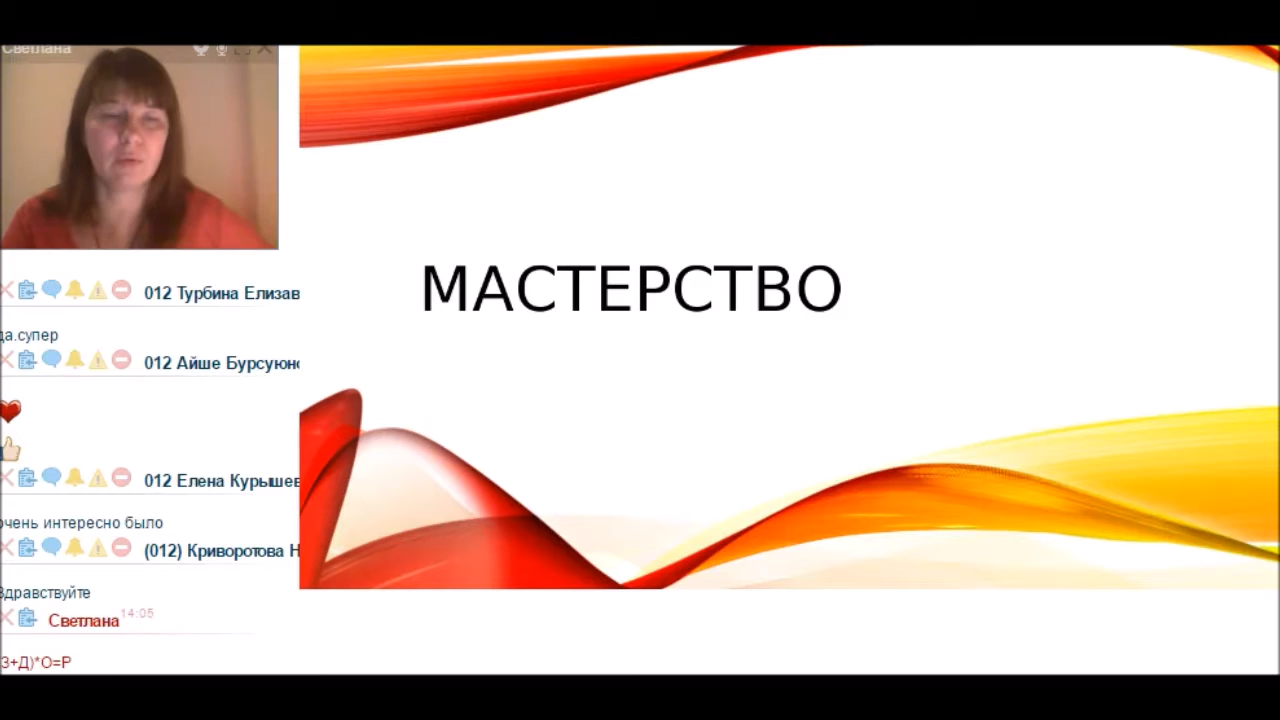 Светлана
МАСТЕРСТВО
012 Турбина Елизав
да.супер
012 Айше Бурсуюно
012 Елена Курышев
очень интересно было
(012) Криворотова Н
Здравствуйте
Светлана 14:05
З+Д)*О=Р